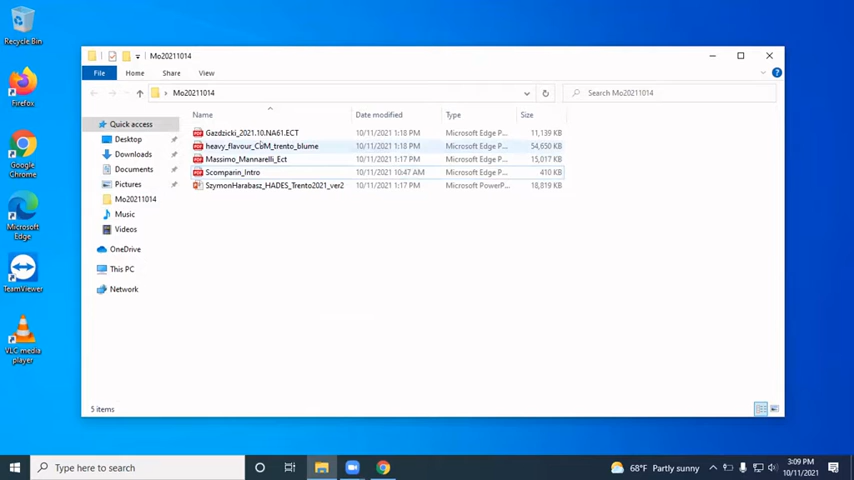 Recycle Bin
Firefox
Google
Chrome
Microsoft
Edge
TeamViewer
VLC media
player
Mo20211014
File Home Share View
Mo20211014
Search Mo20211014
Quick access
Desktop
Downloads
Documents
Pictures
Mo20211014
Music
Videos
OneDrive
This PC
Network
Name Date modified Type Size
Gazdzicki_2021.10.NA61.ECT 10/11/2021 1:18 PM Microsoft Edge P... 11,139 KB
heavy_flavour_CBM_trento_blume 10/11/2021 1:18 PM Microsoft Edge P... 54,650 KB
Massimo_Mannarelli_Ect 10/11/2021 1:17 PM Microsoft Edge P... 15,017 KB
Scomparin_Intro 10/11/2021 10:47 AM Microsoft Edge P... 410 KB
SzymonHarabasz_HADES_Trento2021_ver2 10/11/2021 1:17 PM Microsoft PowerP... 18,819 KB
5 items
Type here to search
68°F Partly sunny
3:09 PM
10/11/2021